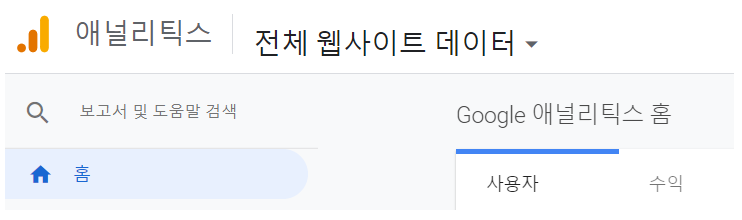 애널리틱스
전체 웹사이트 데이터
보고서 및 도움말 검색
Google 애널리틱스 홈
홈
사용자
수익